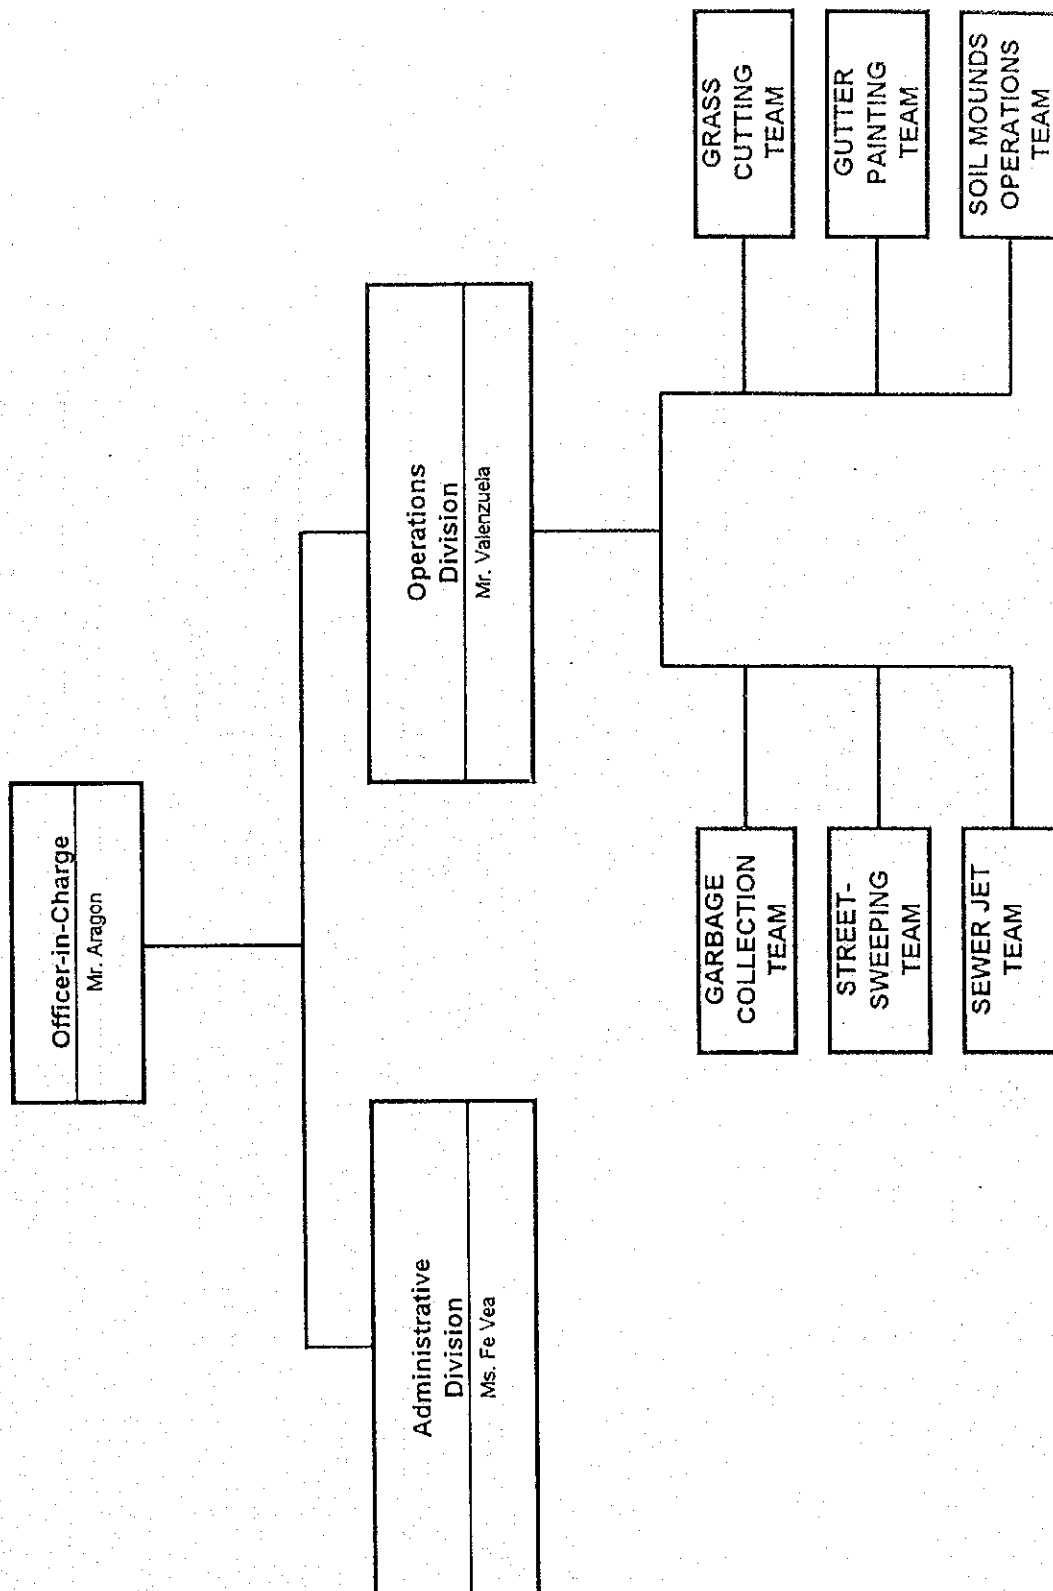 Officer-in-Charge
Mr. Aragon
Administrative
Division
Ms. Fe Vea
Operations
Division
Mr. Valenzuela
GARBAGE
COLLECTION
TEAM
STREET-
SWEEPING
TEAM
SEWER JET
TEAM
GRASS
CUTTING
TEAM
GUTTER
PAINTING
TEAM
SOIL MOUNDS
OPERATIONS
TEAM